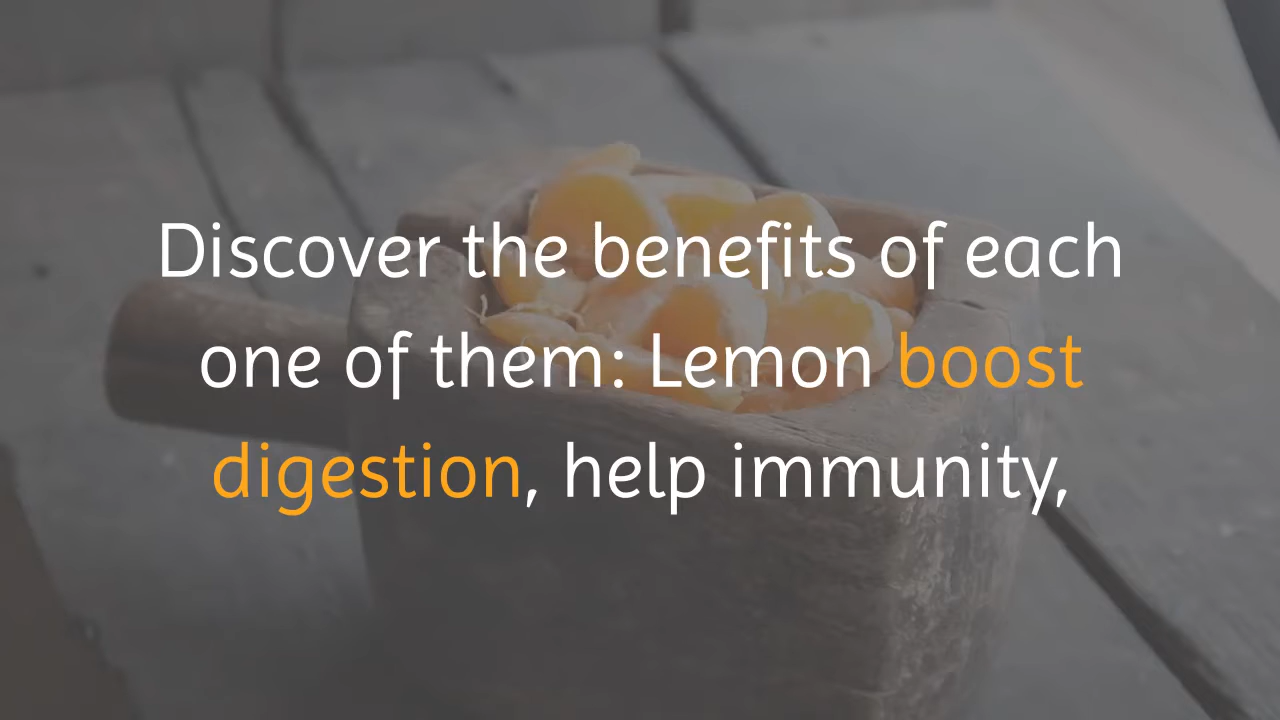 Discover the benefits of each
one of them: Lemon boost
digestion, help immunity,